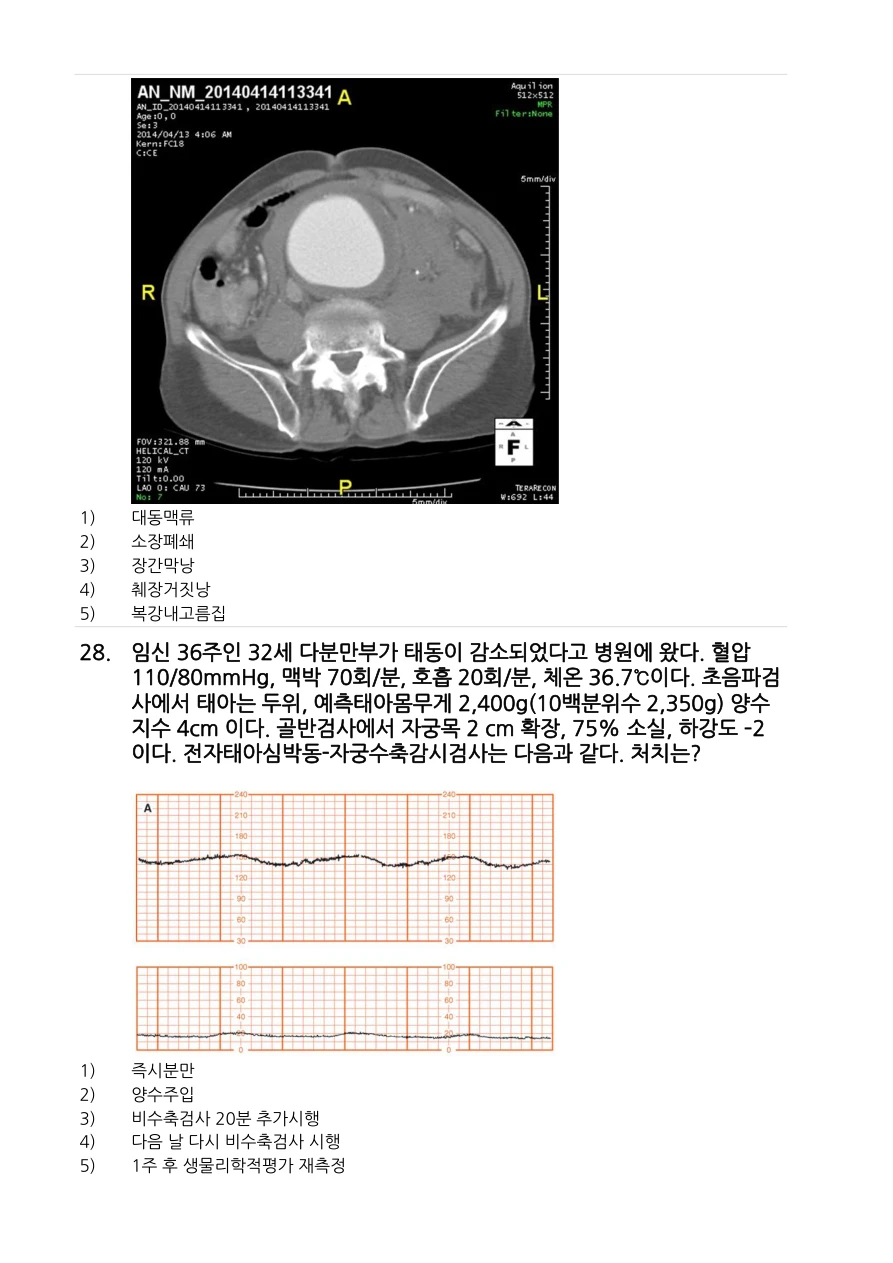 AN_NM_20140414113341
AN_ID_20140414113341 , 20140414113341
Age:0,0
Se:3
2014/04/13 4:06 AM
Kern:FC18
C:CE
A
Aquilion
512x512
MPR
Filter:None
5mm/div
R
L
FOV:321.88 mm
HELICAL_CT
120 kV
120 mA
Tilt:0.00
LAO 0: CAU 73
No: 7
P
5mm/div
A
A
R F L
P
TERARECON
W:692 L:44
1) 대동맥류
2) 소장폐쇄
3) 장간막낭
4) 췌장거짓낭
5) 복강내고름집
28. 임신 36주인 32세 다분만부가 태동이 감소되었다고 병원에 왔다. 혈압
110/80mmHg, 맥박 70회/분, 호흡 20회/분, 체온 36.7℃이다. 초음파검
사에서 태아는 두위, 예측태아몸무게 2,400g(10백분위수 2,350g) 양수
지수 4cm 이다. 골반검사에서 자궁목 2 cm 확장, 75% 소실, 하강도 -2
이다. 전자태아심박동-자궁수축감시검사는 다음과 같다. 처치는?
A
240 240
210 210
180 180
150 150
120 120
90 90
60 60
30 30
100 100
80 80
60 60
40 40
20 20
0 0
1) 즉시분만
2) 양수주입
3) 비수축검사 20분 추가시행
4) 다음 날 다시 비수축검사 시행
5) 1주 후 생물리학적평가 재측정